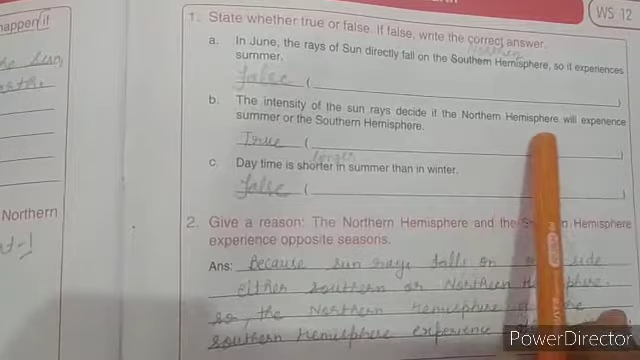 WS 12
happen if
1. State whether true or false. If false, write the correct answer.
Northern
a. In June, the rays of Sun directly fall on the Southern Hemisphere, so it experiences
summer.
False (
b. The intensity of the sun rays decide if the Northern Hemisphere will experience
summer or the Southern Hemisphere.
True (
longer
c. Day time is shorter in summer than in winter.
False (
Northern
2. Give a reason: The Northern Hemisphere and the Hemisphere
experience opposite seasons.
Ans: Because sun rays falls on side
either southern or Northern
so, the Northern hemisphere
southern hemisphere experience
PowerDirector